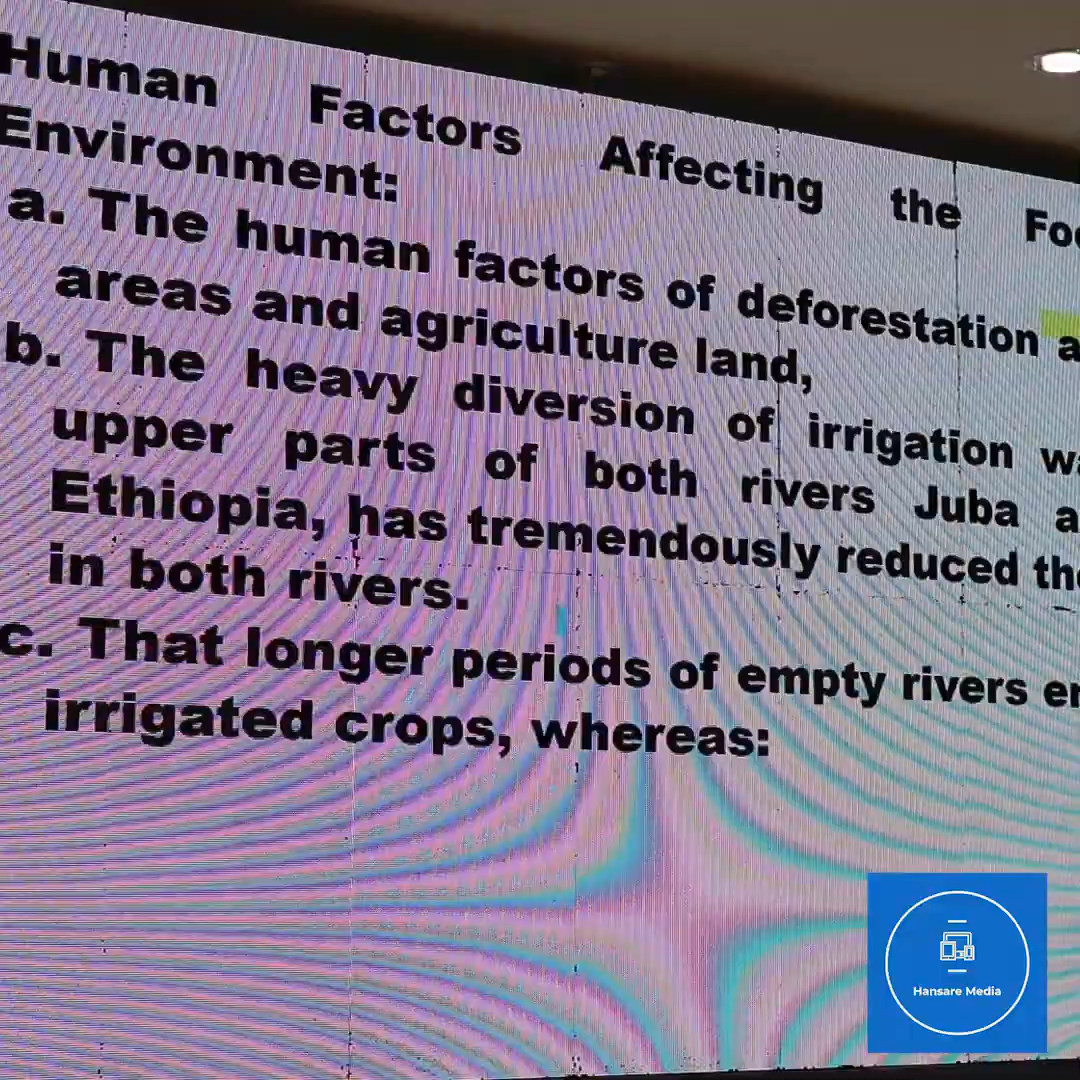 Human Factors Affecting the
Environment:
a. The human factors of deforestation
areas and agriculture land,
b. The heavy diversion of irrigation
upper parts of both rivers Juba
Ethiopia, has tremendously reduced
in both rivers.
c. That longer periods of empty rivers
irrigated crops, whereas:
Hansare Media